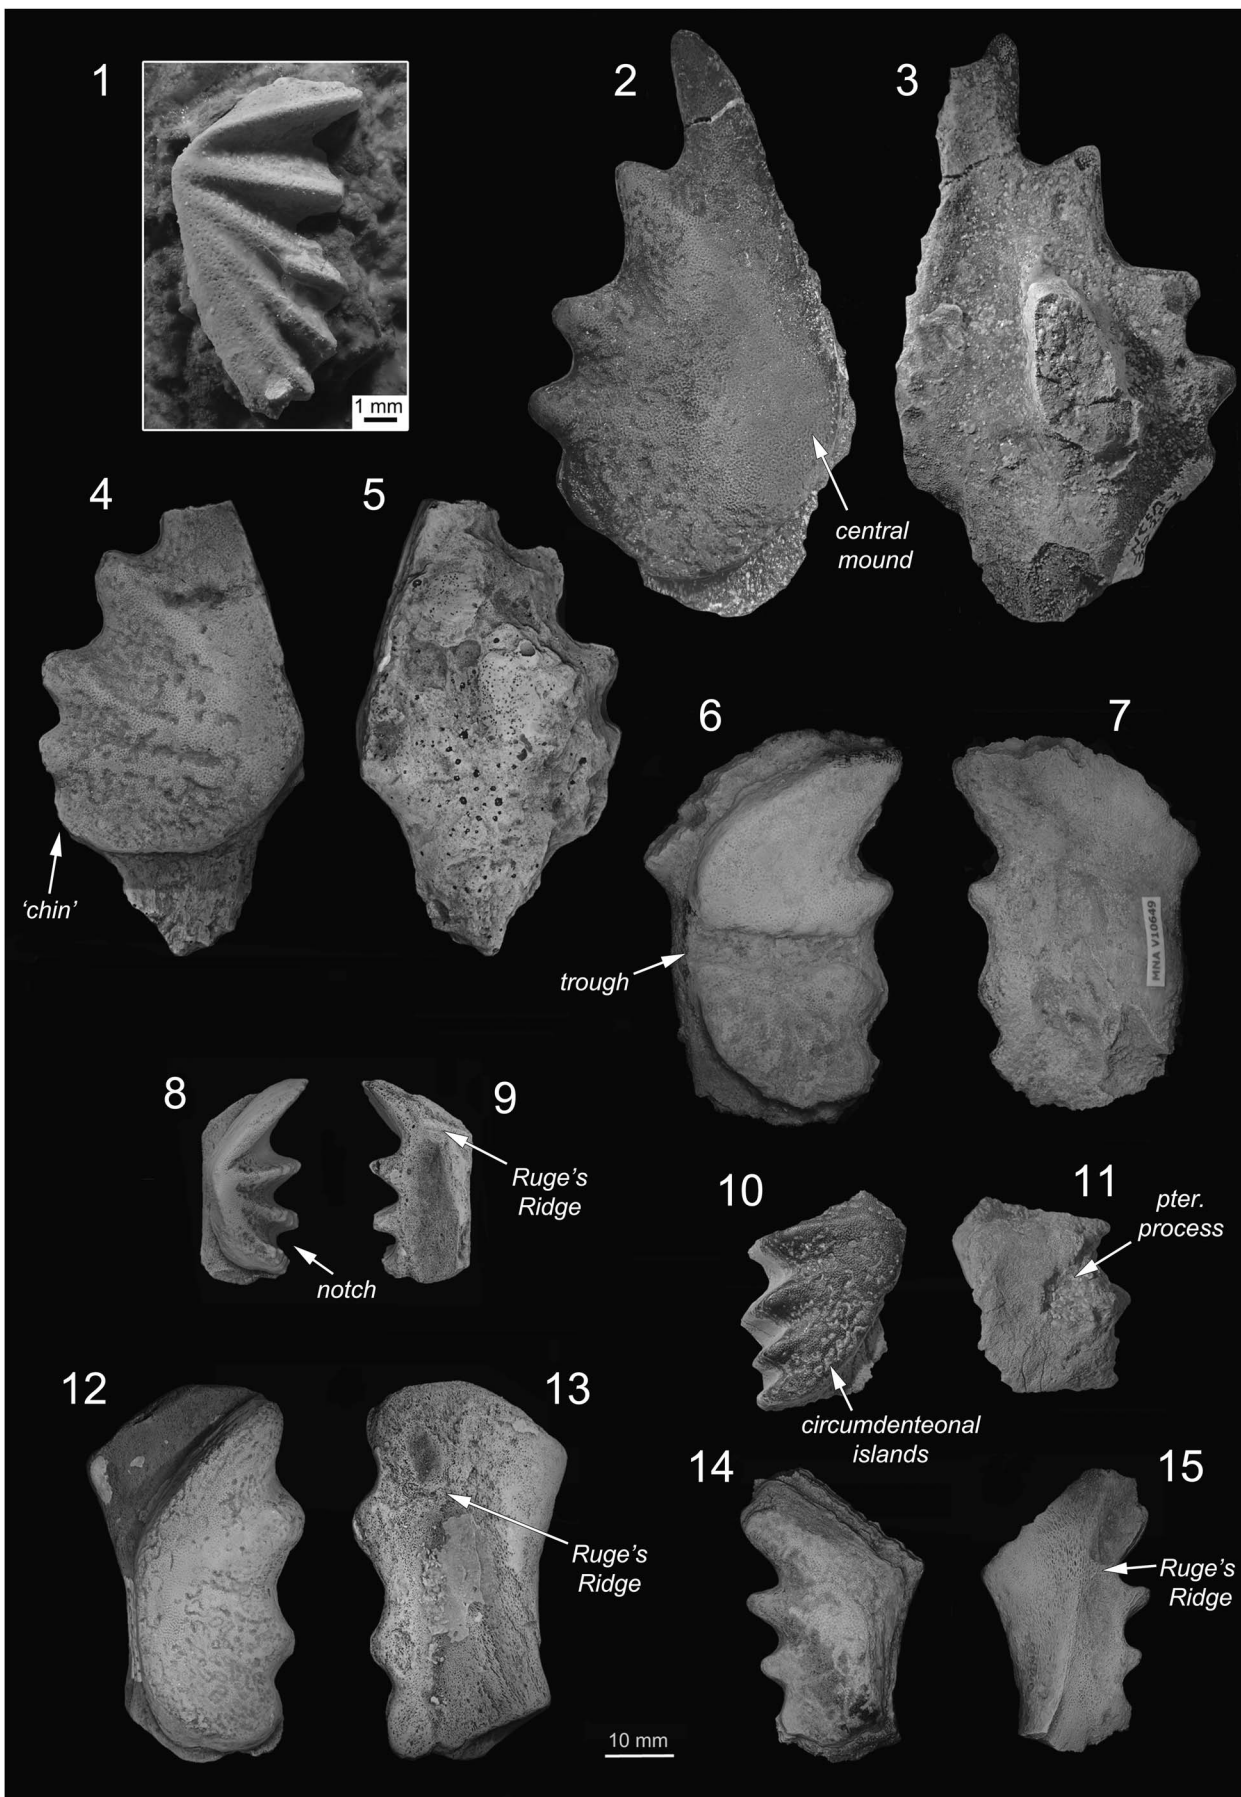 1
2
3
1 mm
central
mound
4
5
'chin'
6
7
trough
MNA V10649
8
9
Ruge's
Ridge
notch
10
11
pter.
process
circumdenteonal
islands
12
13
Ruge's
Ridge
14
15
Ruge's
Ridge
10 mm